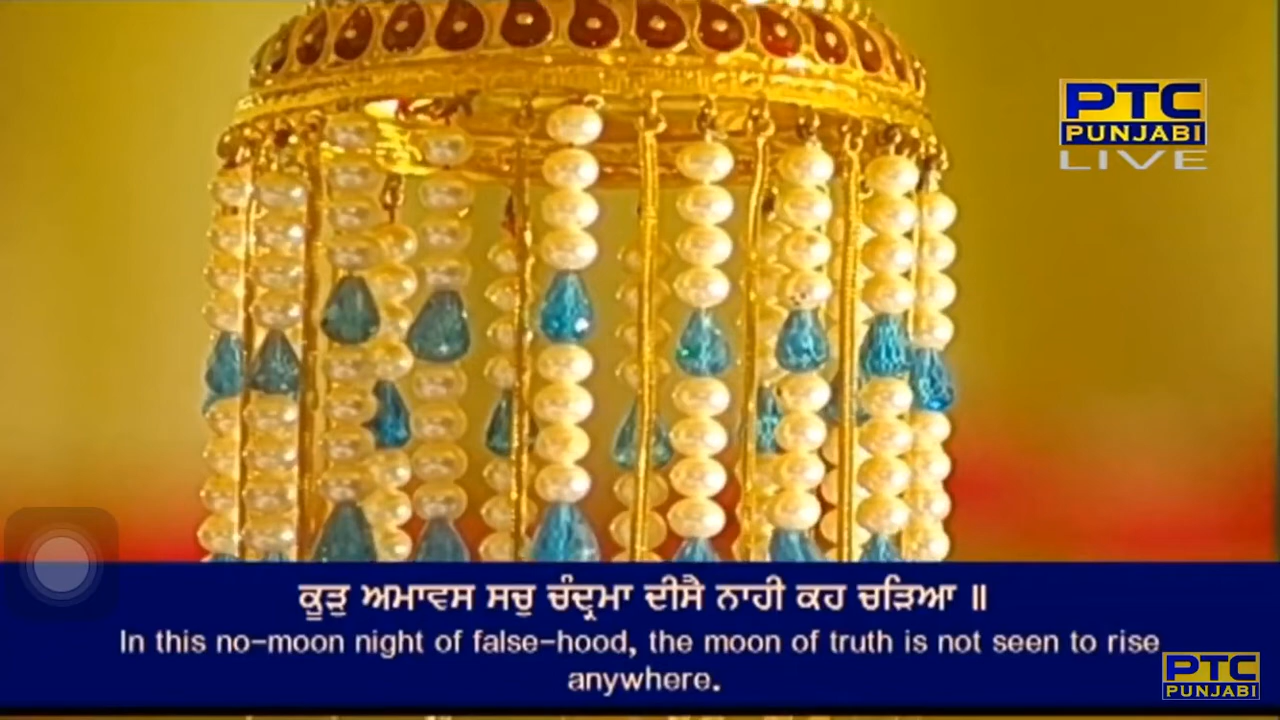 PTC
PUNJABI
LIVE
ਕੂੜੁ ਅਮਾਵਸ ਸਚੁ ਚੰਦ੍ਰਮਾ ਦੀਸੈ ਨਾਹੀ ਕਹ ਚੜਿਆ ॥
In this no-moon night of false-hood, the moon of truth is not seen to rise
anywhere.
PTC
PUNJABI